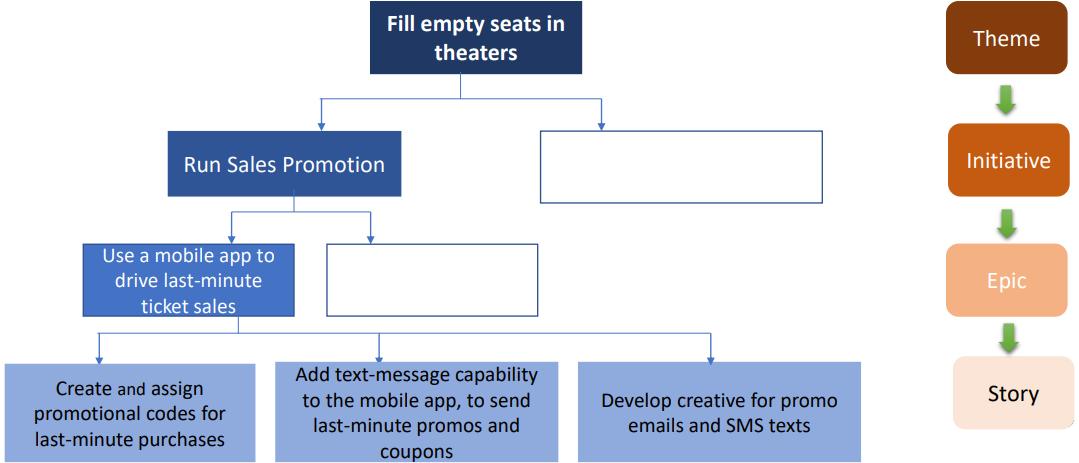 Fill empty seats in
theaters
Theme
Run Sales Promotion
Initiative
Use a mobile app to
drive last-minute
ticket sales
Epic
Create and assign
promotional codes for
last-minute purchases
Add text-message capability
to the mobile app, to send
last-minute promos and
coupons
Develop creative for promo
emails and SMS texts
Story